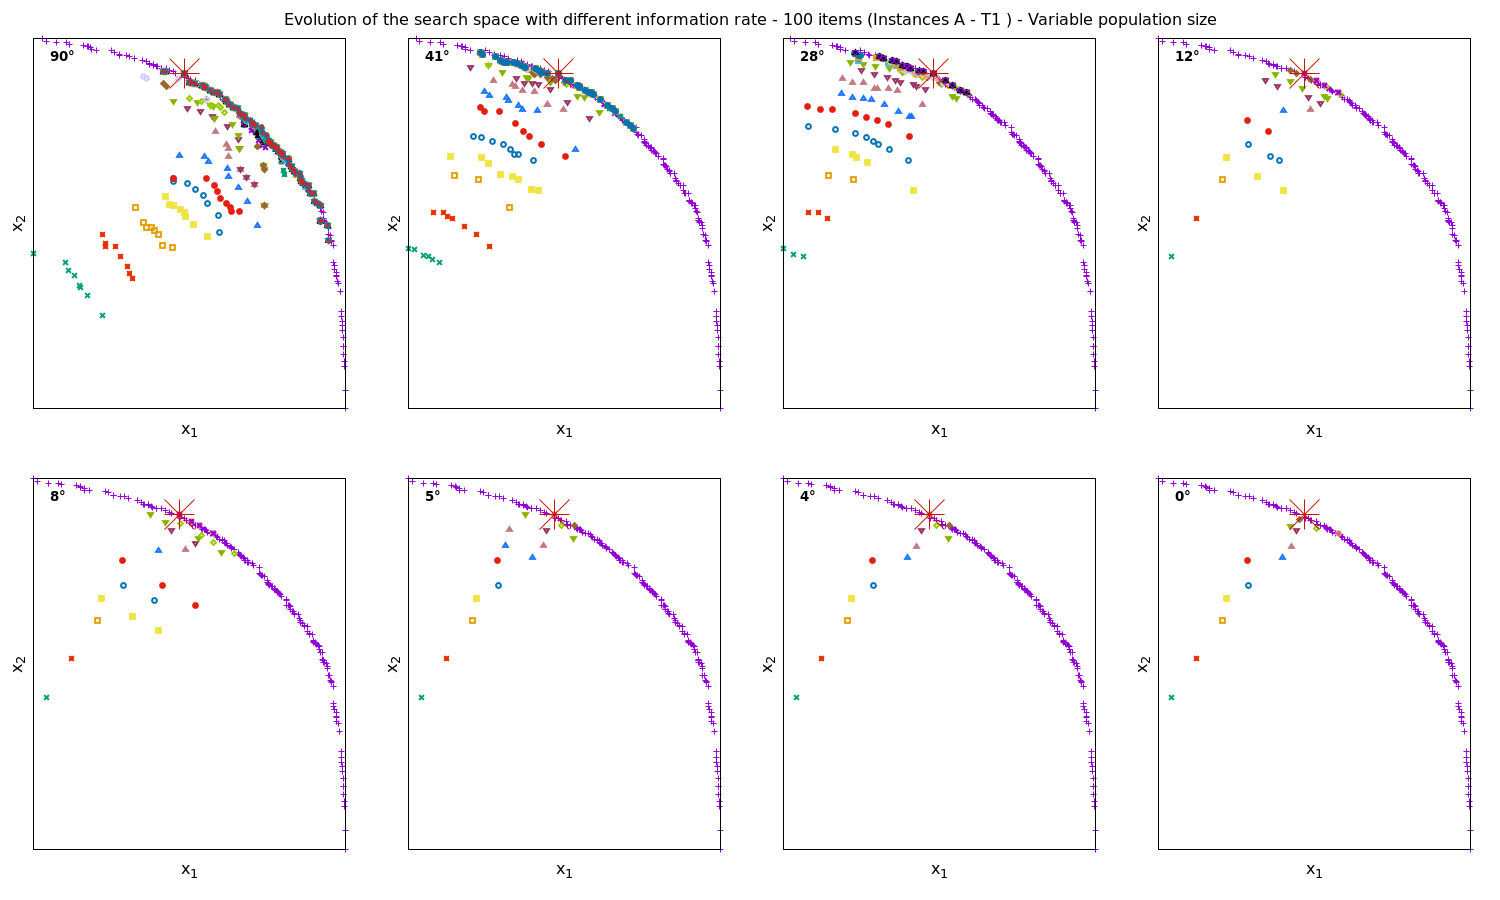 Evolution of the search space with different information rate - 100 items (Instances A - T1 ) - Variable population size
90°
41°
28°
12°
x₂
x₂
x₂
x₂
x₁
x₁
x₁
x₁
8°
5°
4°
0°
x₂
x₂
x₂
x₂
x₁
x₁
x₁
x₁